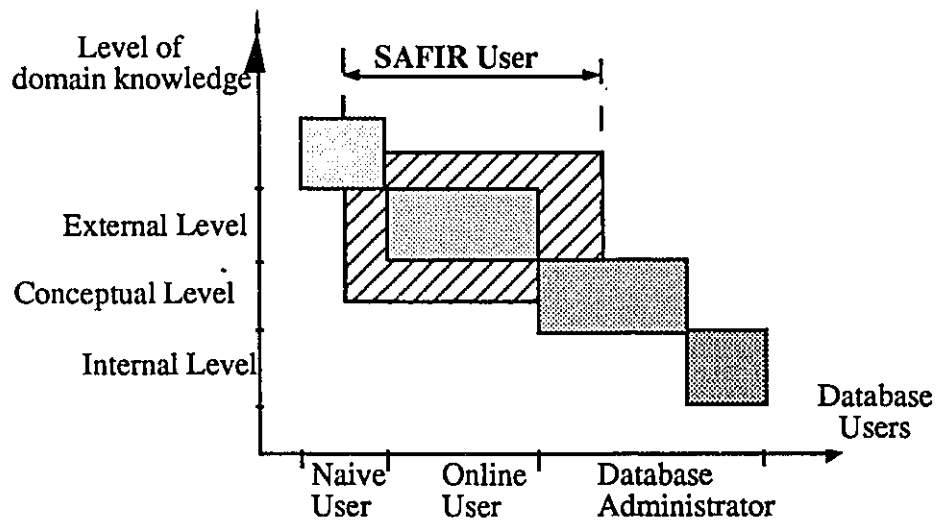 Level of
domain knowledge
SAFIR User
External Level
Conceptual Level
Internal Level
Database
Users
Naive
User
Online
User
Database
Administrator